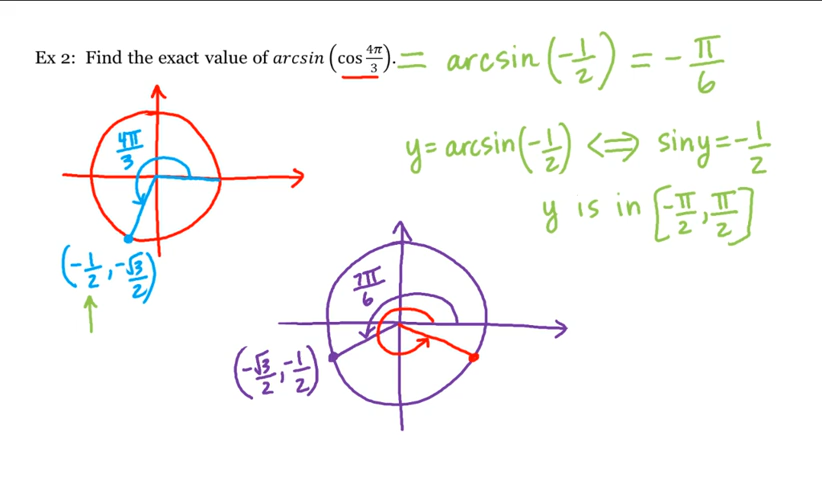 Ex 2: Find the exact value of arcsin (cos 4π/3). = arcsin(-1/2) = -π/6
y = arcsin(-1/2) ⟺ sin y = -1/2
y is in [-π/2, π/2]
4π/3
(-1/2, -√3/2)
7π/6
(-√3/2, -1/2)